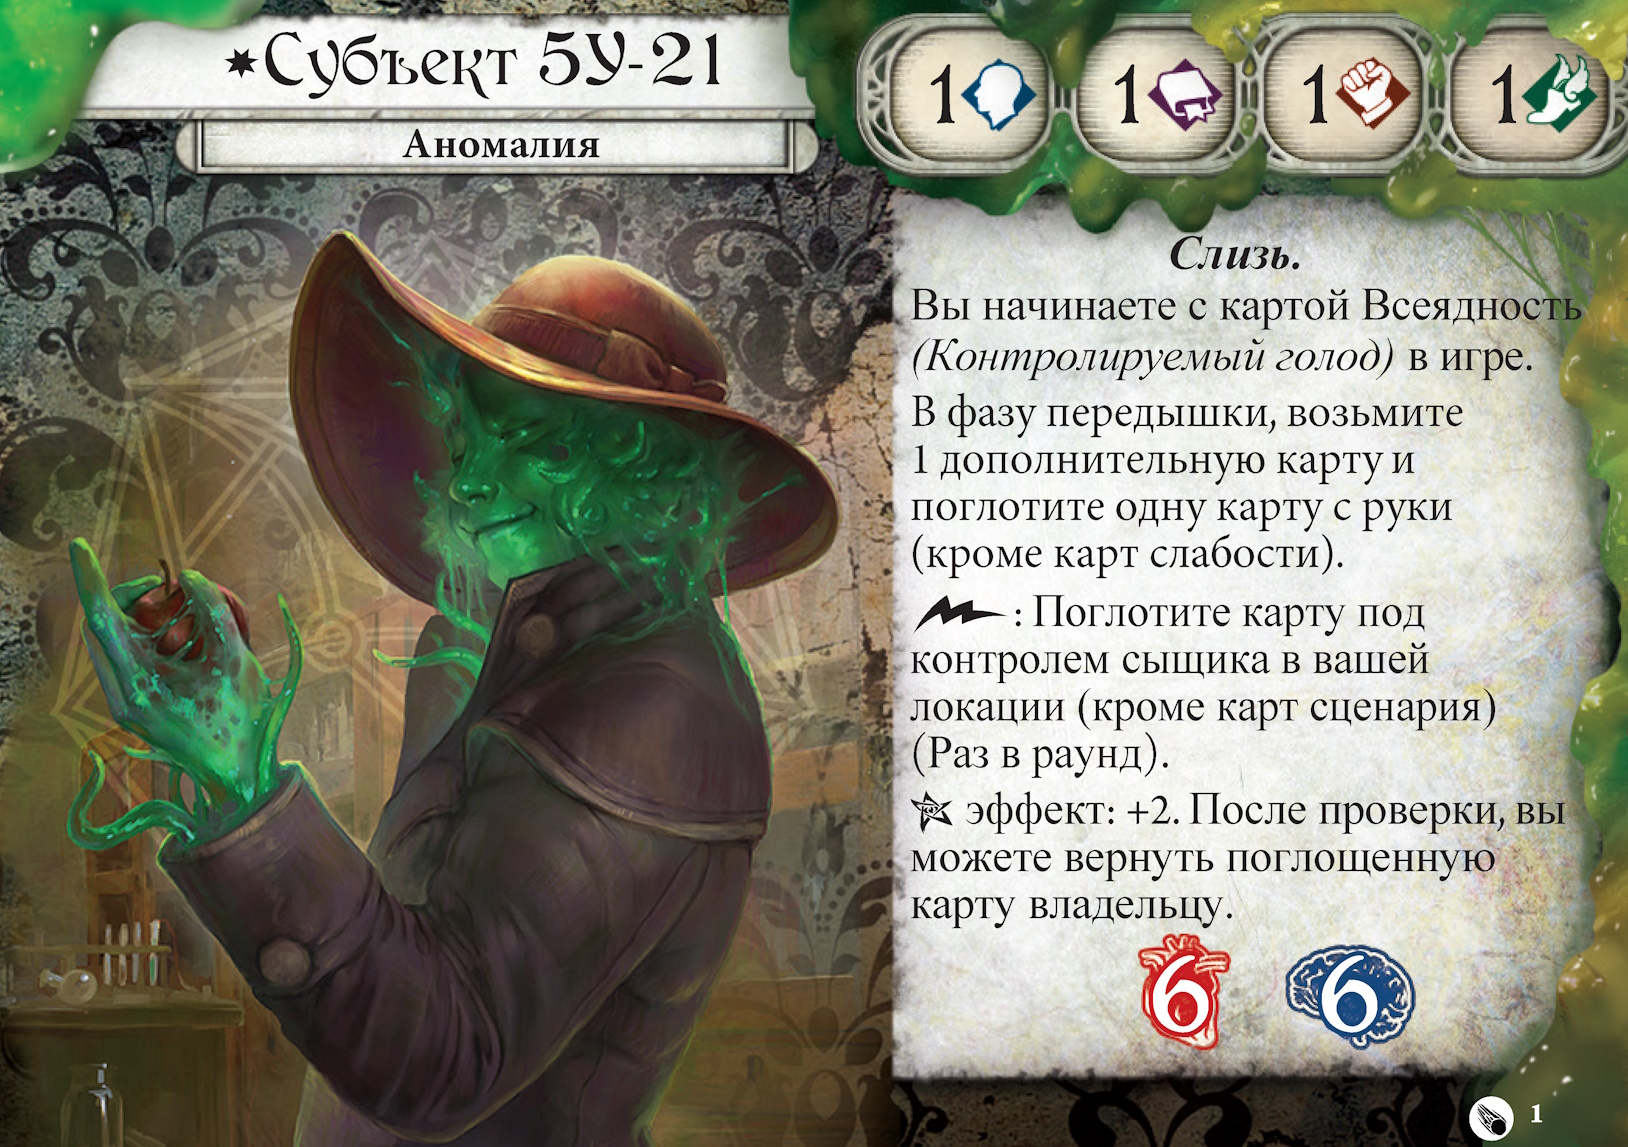 Субъект 5У-21
1 1 1 1
Аномалия
Слизь.
Вы начинаете с картой Всеядность
(Контролируемый голод) в игре.
В фазу передышки, возьмите
1 дополнительную карту и
поглотите одну карту с руки
(кроме карт слабости).
: Поглотите карту под
контролем сыщика в вашей
локации (кроме карт сценария)
(Раз в раунд).
эффект: +2. После проверки, вы
можете вернуть поглощенную
карту владельцу.
6 6
1